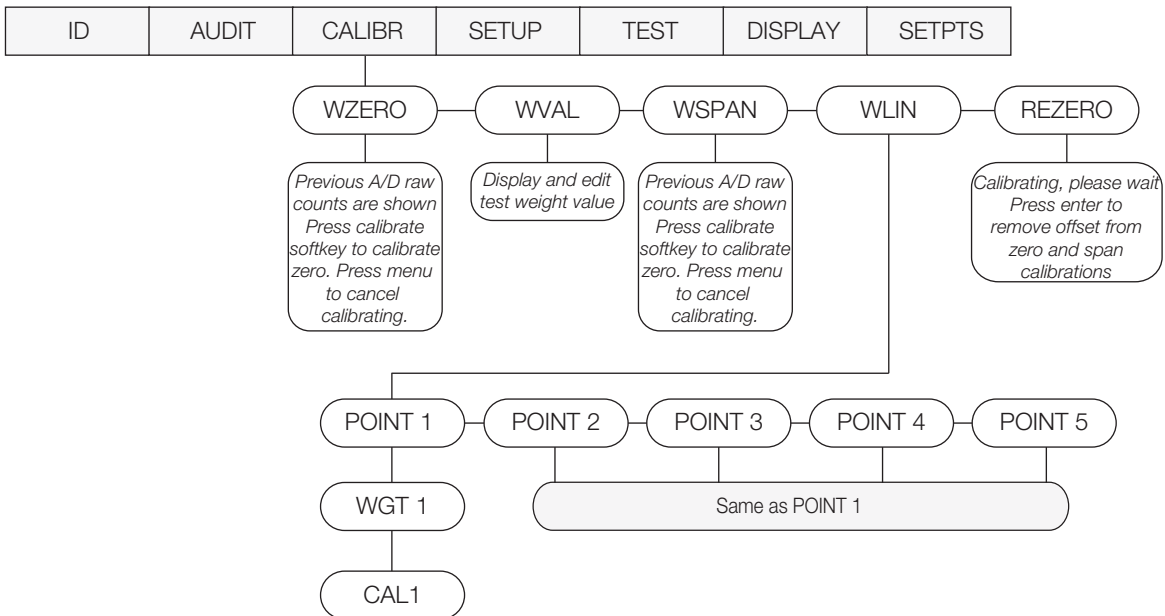 ID AUDIT CALIBR SETUP TEST DISPLAY SETPTS
WZERO WVAL WSPAN WLIN REZERO
Previous A/D raw
counts are shown
Press calibrate
softkey to calibrate
zero. Press menu
to cancel
calibrating.
Display and edit
test weight value
Previous A/D raw
counts are shown
Press calibrate
softkey to calibrate
zero. Press menu
to cancel
calibrating.
Calibrating, please wait
Press enter to
remove offset from
zero and span
calibrations
POINT 1 POINT 2 POINT 3 POINT 4 POINT 5
WGT 1
Same as POINT 1
CAL1